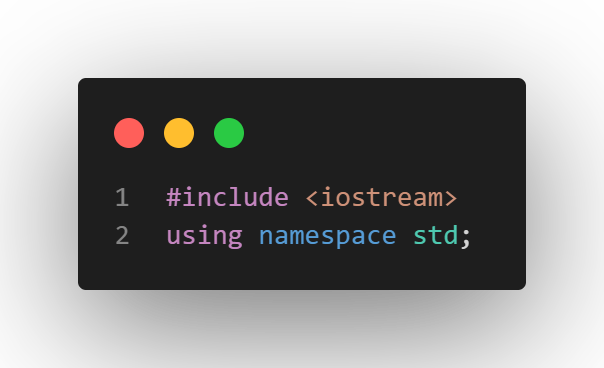 1 #include <iostream>
2 using namespace std;